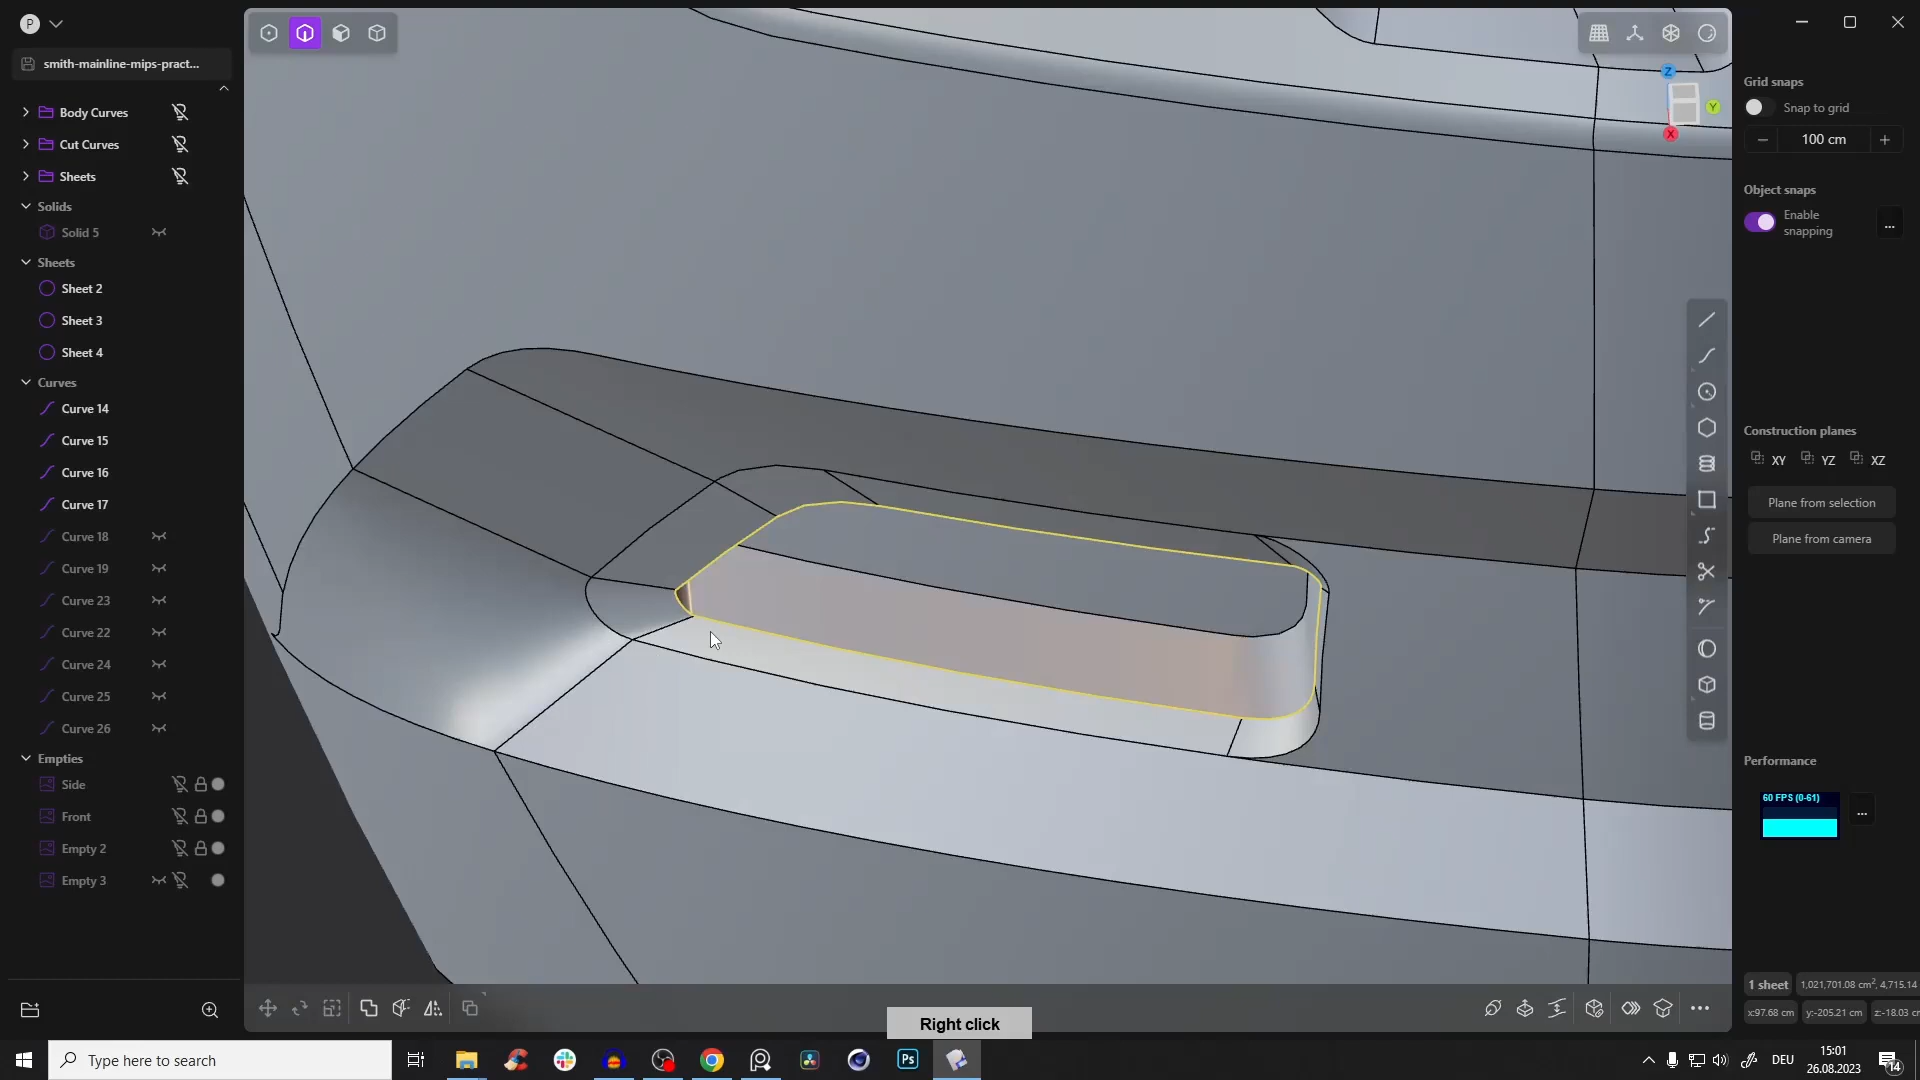 P
smith-mainline-mips-pract...
Body Curves
Cut Curves
Sheets
Solids
Solid 5
Sheets
Sheet 2
Sheet 3
Sheet 4
Curves
Curve 14
Curve 15
Curve 16
Curve 17
Curve 18
Curve 19
Curve 23
Curve 22
Curve 24
Curve 25
Curve 26
Empties
Side
Front
Empty 2
Empty 3
Z
Y
X
Grid snaps
Snap to grid
100 cm
Object snaps
Enable
snapping
...
Construction planes
XY YZ XZ
Plane from selection
Plane from camera
Performance
60 FPS (0-61)
...
1 sheet 1,021,701.08 cm², 4,715.14
x:97.68 cm y:-205.21 cm z:-18.03 cm
Right click
Type here to search
Ps
DEU
15:01
26.08.2023
14